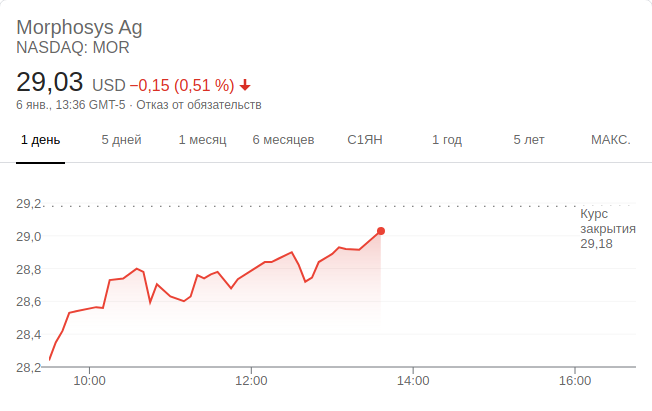 Morphosys Ag
NASDAQ: MOR
29,03 USD −0,15 (0,51 %)
6 янв., 13:36 GMT-5 · Отказ от обязательств
1 день 5 дней 1 месяц 6 месяцев С1ЯН 1 год 5 лет МАКС.
29,2
29,0
28,8
28,6
28,4
28,2
Курс
закрытия
29,18
10:00 12:00 14:00 16:00